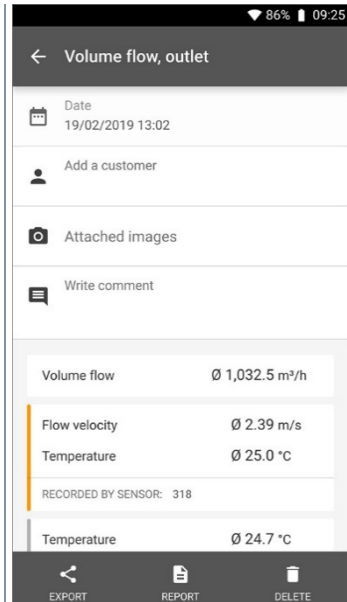 86% 09:25
Volume flow, outlet
Date
19/02/2019 13:02
Add a customer
Attached images
Write comment
Volume flow Ø 1,032.5 m³/h
Flow velocity Ø 2.39 m/s
Temperature Ø 25.0 °C
RECORDED BY SENSOR: 318
Temperature Ø 24.7 °C
EXPORT REPORT DELETE